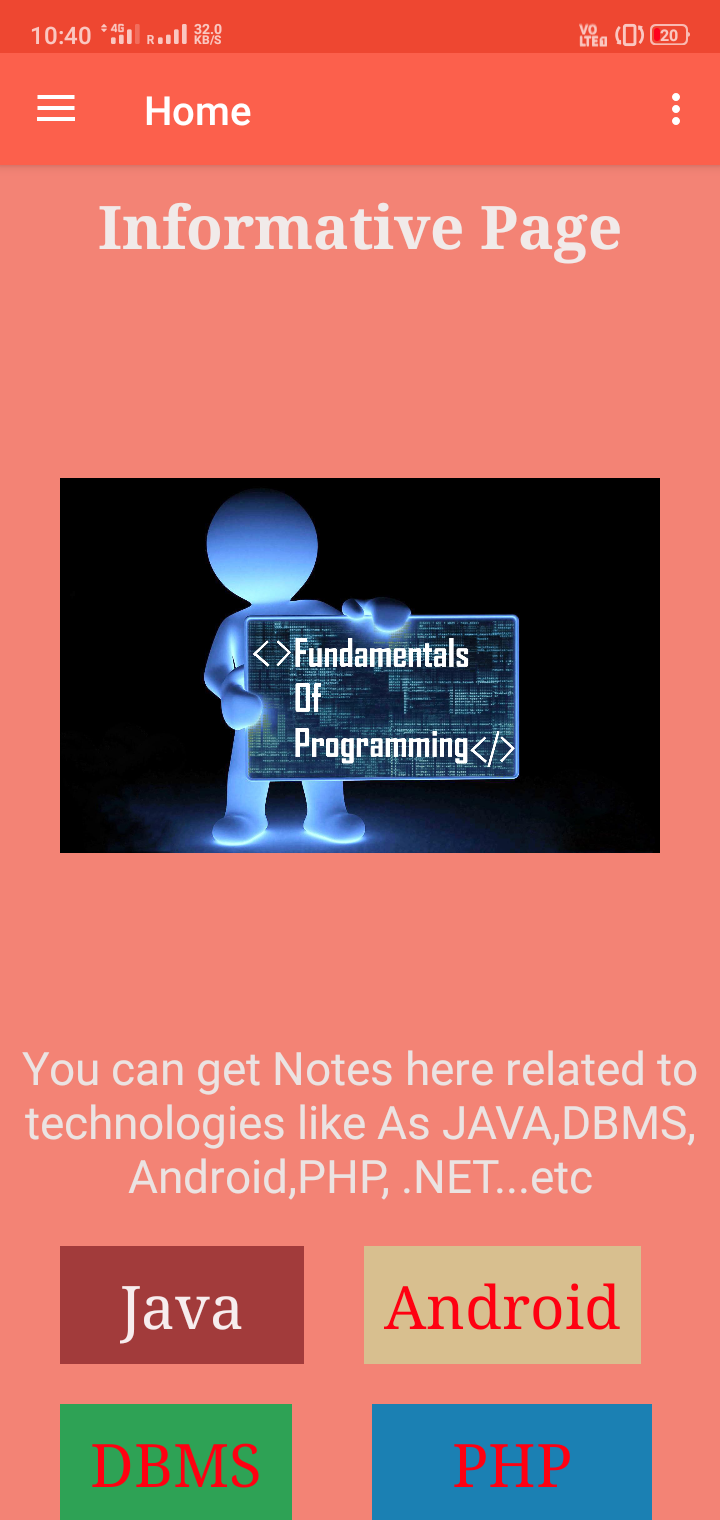 10:40 4G R 32.0 KB/S VO LTE 20
Home
Informative Page
<>Fundamentals
Of
Programming</>
You can get Notes here related to
technologies like As JAVA,DBMS,
Android,PHP, .NET...etc
Java Android
DBMS PHP